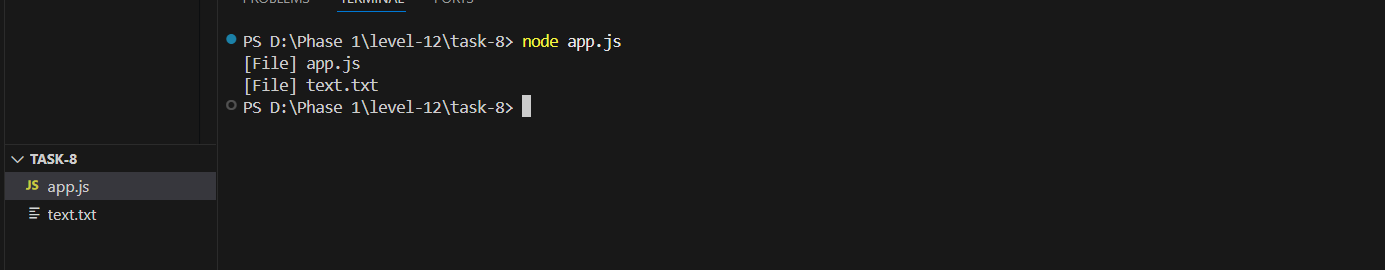 PROBLEMS TERMINAL PORTS
PS D:\Phase 1\level-12\task-8> node app.js
[File] app.js
[File] text.txt
PS D:\Phase 1\level-12\task-8>
TASK-8
JS app.js
text.txt